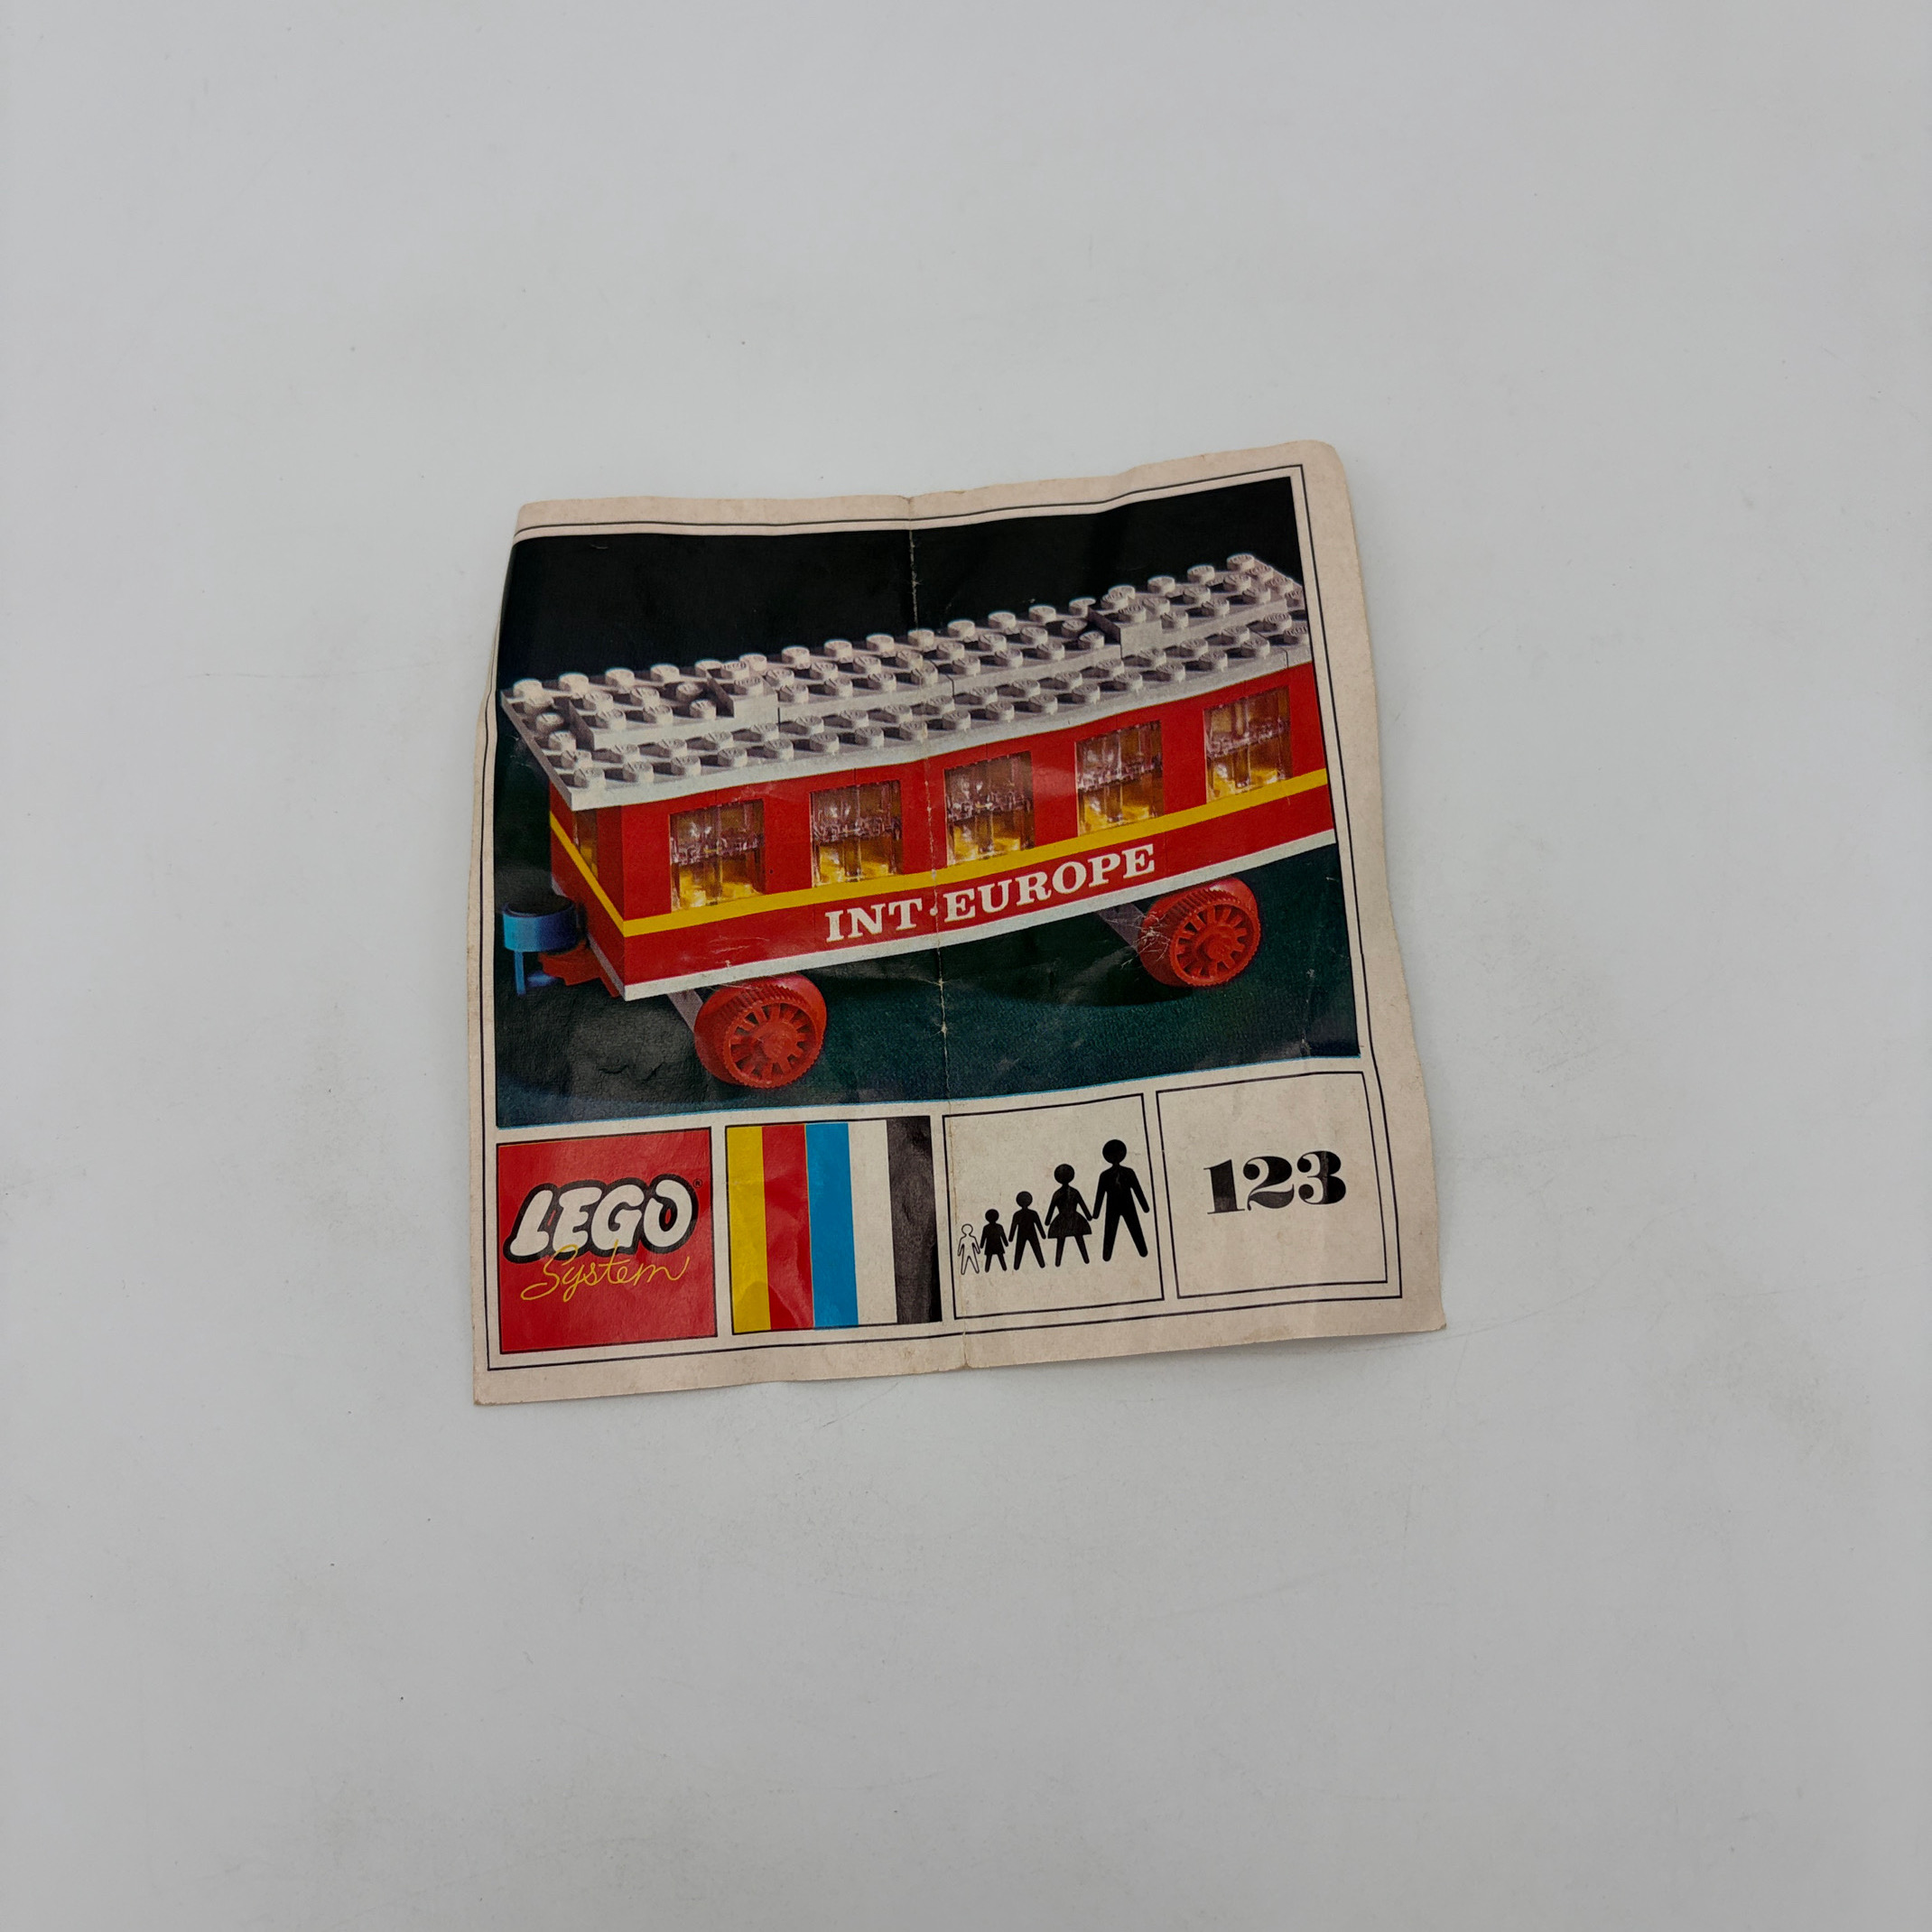 INT·EUROPE
LEGO®
System
123